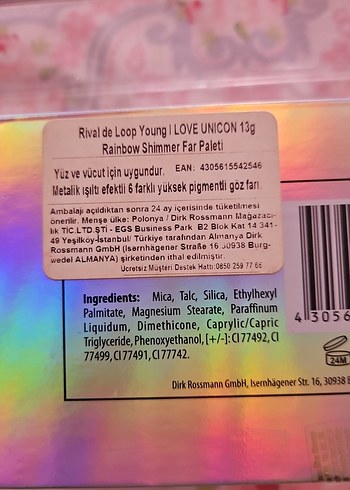 Rival de Loop Young I LOVE UNICON 13g
Rainbow Shimmer Far Paleti
Yüz ve vücut için uygundur. EAN: 4305615542546
Metalik ışıltı efektli 6 farklı yüksek pigmentli göz farı.
Ambalajı açıldıktan sonra 24 ay içerisinde tüketilmesi
önerilir. Menşe ülke: Polonya / Dirk Rossmann Mağazacı-
lık TİC.LTD.ŞTİ - EGS Business Park B2 Blok Kat 14 341-
49 Yeşilköy-İstanbul/ Türkiye tarafından Almanya Dirk
Rossmann GmbH (Isernhägener Straße 16 30938 Burg-
wedel ALMANYA) şirketinden ithal edilmiştir.
Ücretsiz Müşteri Destek Hattı:0850 259 77 66
Ingredients: Mica, Talc, Silica, Ethylhexyl
Palmitate, Magnesium Stearate, Paraffinum
Liquidum, Dimethicone, Caprylic/Capric
Triglyceride, Phenoxyethanol, [+/-]: CI 77492, CI
77499, CI 77491, CI 77742.
4 3056
24M
Dirk Rossmann GmbH, Isernhägener Str. 16, 30938 B